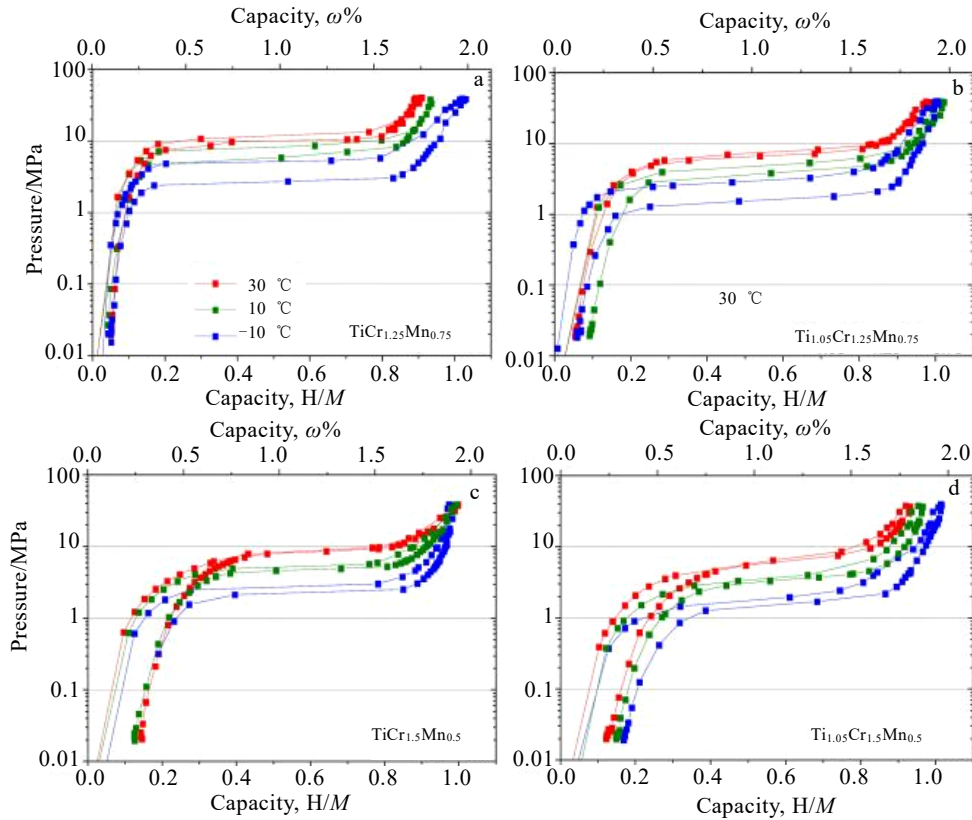 Capacity, ω%
0.0 0.5 1.0 1.5 2.0
100
10
1
0.1
0.01
Pressure/MPa
a
30 ℃
10 ℃
−10 ℃
TiCr1.25Mn0.75
0.0 0.2 0.4 0.6 0.8 1.0
Capacity, H/M
Capacity, ω%
0.0 0.5 1.0 1.5 2.0
100
10
1
0.1
0.01
b
30 ℃
Ti1.05Cr1.25Mn0.75
0.0 0.2 0.4 0.6 0.8 1.0
Capacity, H/M
Capacity, ω%
0.0 0.5 1.0 1.5 2.0
100
10
1
0.1
0.01
Pressure/MPa
c
TiCr1.5Mn0.5
0.0 0.2 0.4 0.6 0.8 1.0
Capacity, H/M
Capacity, ω%
0.0 0.5 1.0 1.5 2.0
100
10
1
0.1
0.01
d
Ti1.05Cr1.5Mn0.5
0.0 0.2 0.4 0.6 0.8 1.0
Capacity, H/M